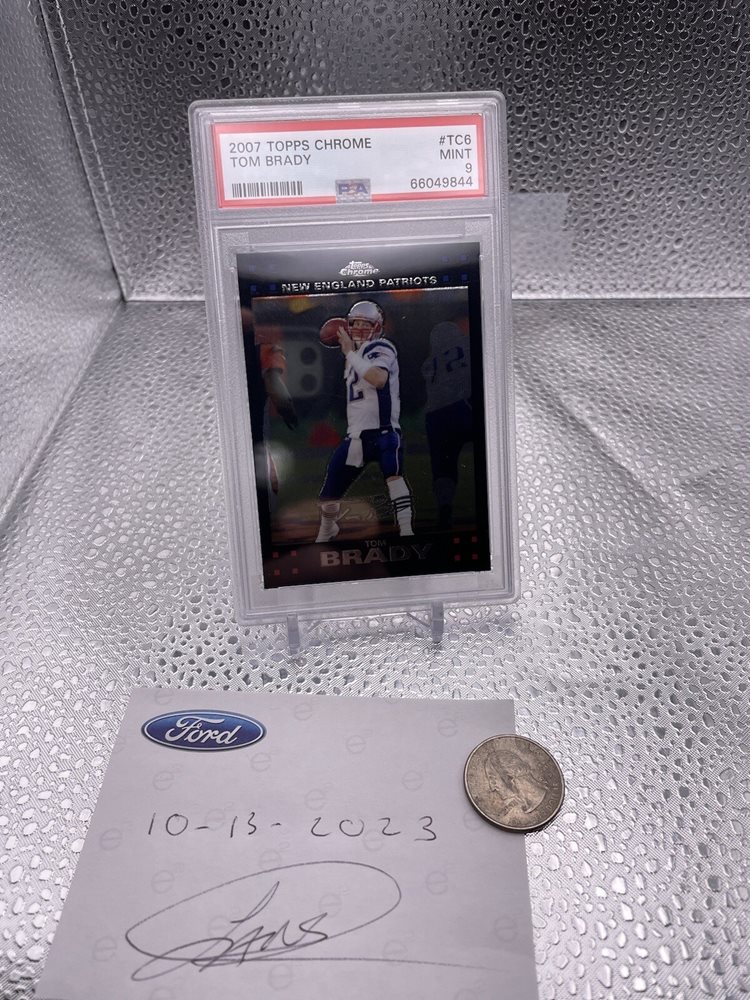 2007 TOPPS CHROME #TC6
TOM BRADY MINT
9
PSA 66049844
Topps
Chrome
NEW ENGLAND PATRIOTS
2
TOM
BRADY
Ford
10-13-2023